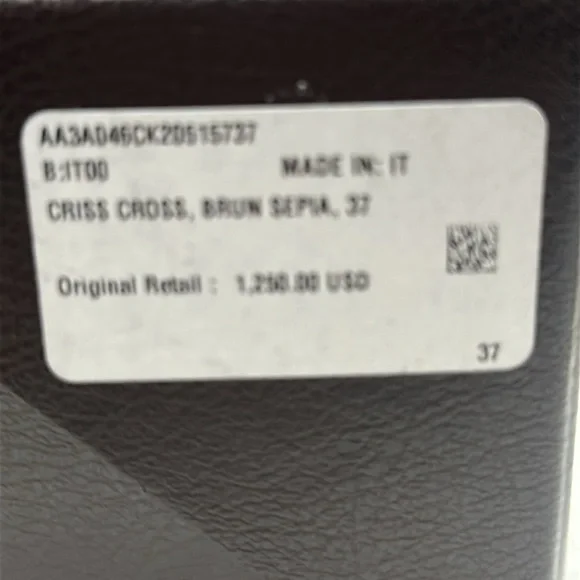 AA3A046CK20515737
B:IT00 MADE IN: IT
CRISS CROSS, BRUN SEPIA, 37
Original Retail : 1,250.00 USD
37